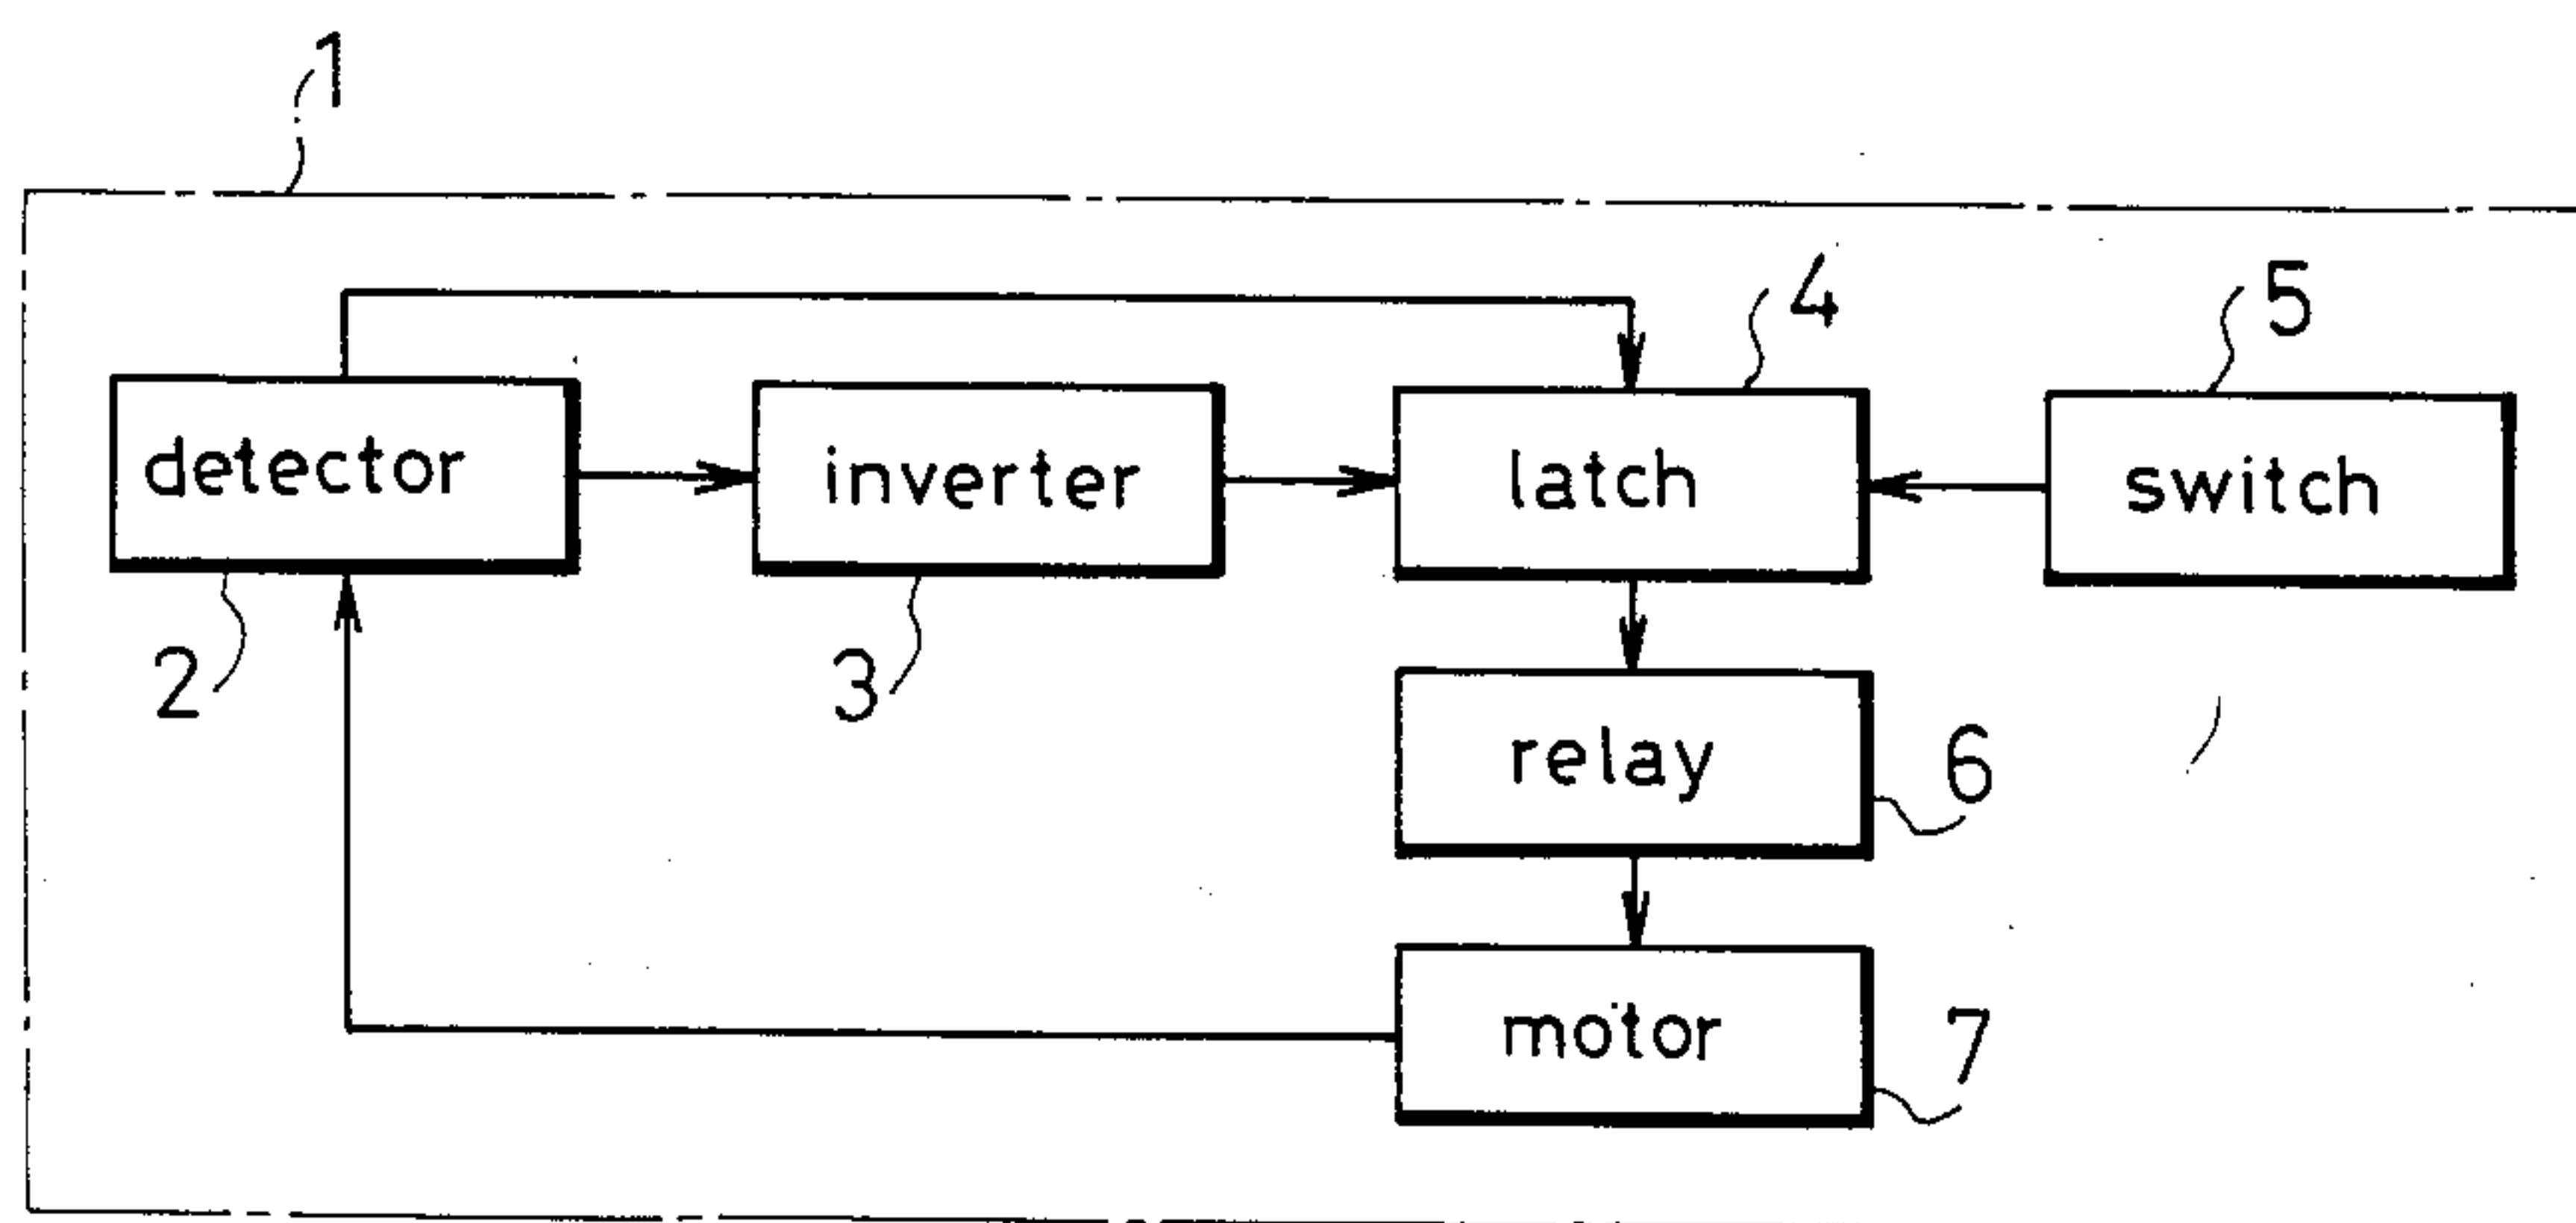 1
4
5
detector
inverter
latch
switch
2
3
relay
6
motor
7